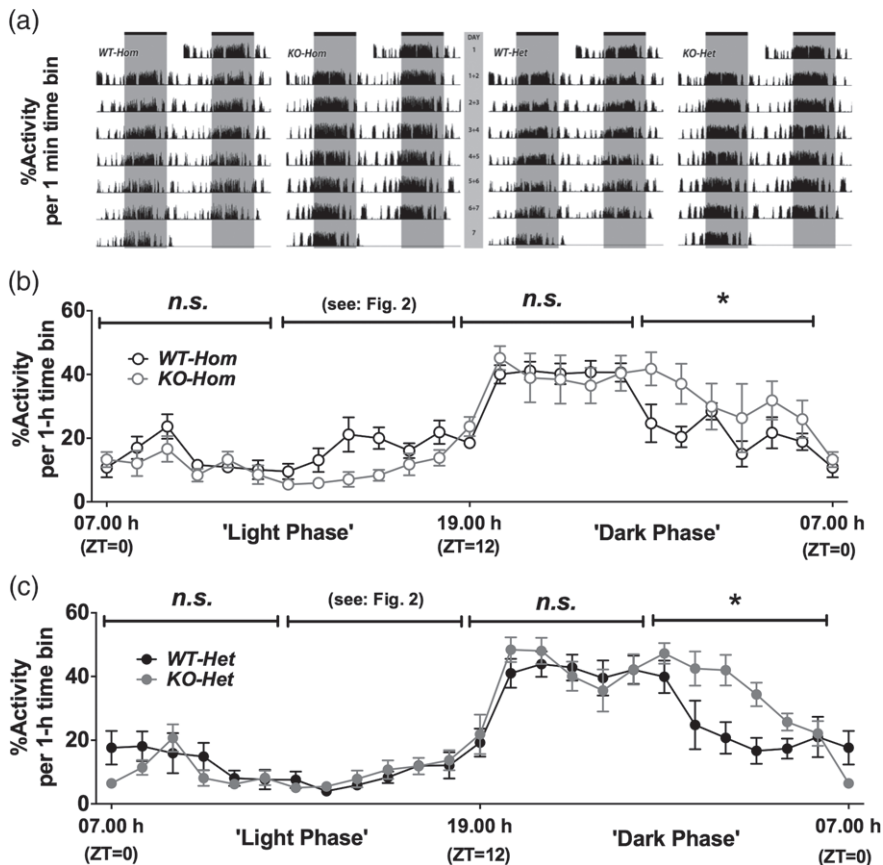 (a)
WT-Hom KO-Hom DAY WT-Het KO-Het
1
1+2
2+3
3+4
4+5
5+6
6+7
7
%Activity
per 1 min time bin
(b)
n.s. (see: Fig. 2) n.s. *
60
40
20
0
WT-Hom
KO-Hom
%Activity
per 1-h time bin
07.00 h 'Light Phase' 19.00 h 'Dark Phase' 07.00 h
(ZT=0) (ZT=12) (ZT=0)
(c)
n.s. (see: Fig. 2) n.s. *
60
40
20
0
WT-Het
KO-Het
%Activity
per 1-h time bin
07.00 h 'Light Phase' 19.00 h 'Dark Phase' 07.00 h
(ZT=0) (ZT=12) (ZT=0)